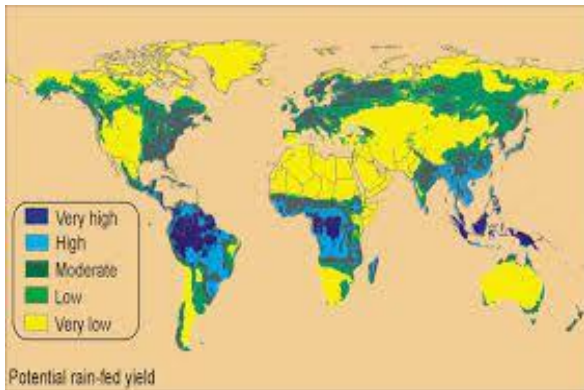 Very high
High
Moderate
Low
Very low
Potential rain-fed yield